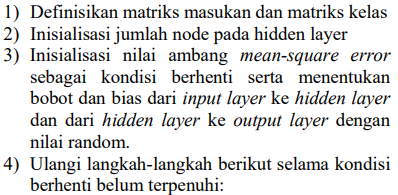 1) Definisikan matriks masukan dan matriks kelas
2) Inisialisasi jumlah node pada hidden layer
3) Inisialisasi nilai ambang mean-square error
sebagai kondisi berhenti serta menentukan
bobot dan bias dari input layer ke hidden layer
dan dari hidden layer ke output layer dengan
nilai random.
4) Ulangi langkah-langkah berikut selama kondisi
berhenti belum terpenuhi: